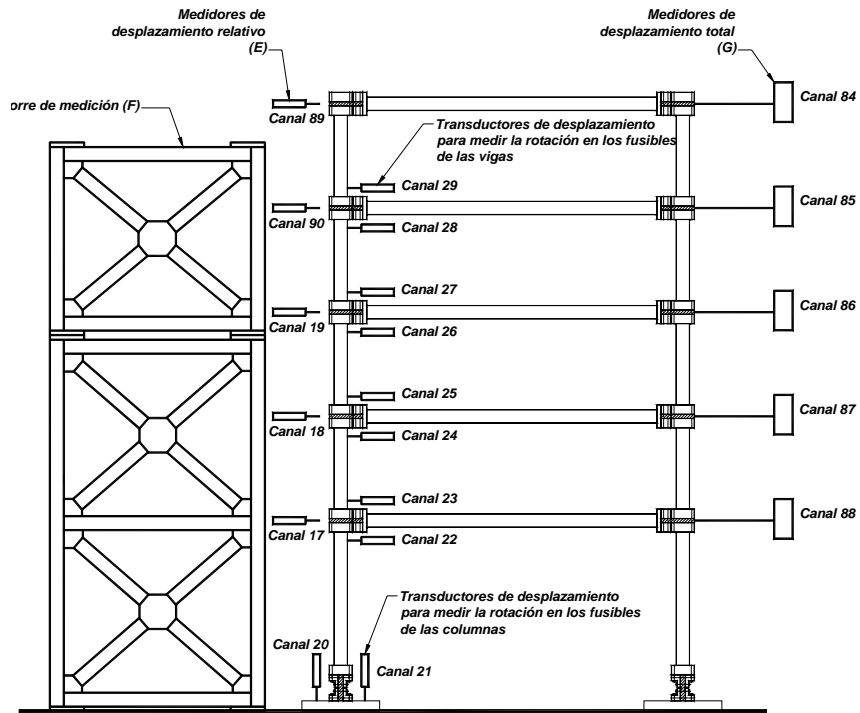 Medidores de
desplazamiento relativo
(E)
Medidores de
desplazamiento total
(G)
orre de medición (F)
Canal 89
Canal 84
Transductores de desplazamiento
para medir la rotación en los fusibles
de las vigas
Canal 29
Canal 90
Canal 28
Canal 85
Canal 27
Canal 19
Canal 26
Canal 86
Canal 25
Canal 18
Canal 24
Canal 87
Canal 23
Canal 17
Canal 22
Canal 88
Transductores de desplazamiento
para medir la rotación en los fusibles
de las columnas
Canal 20
Canal 21